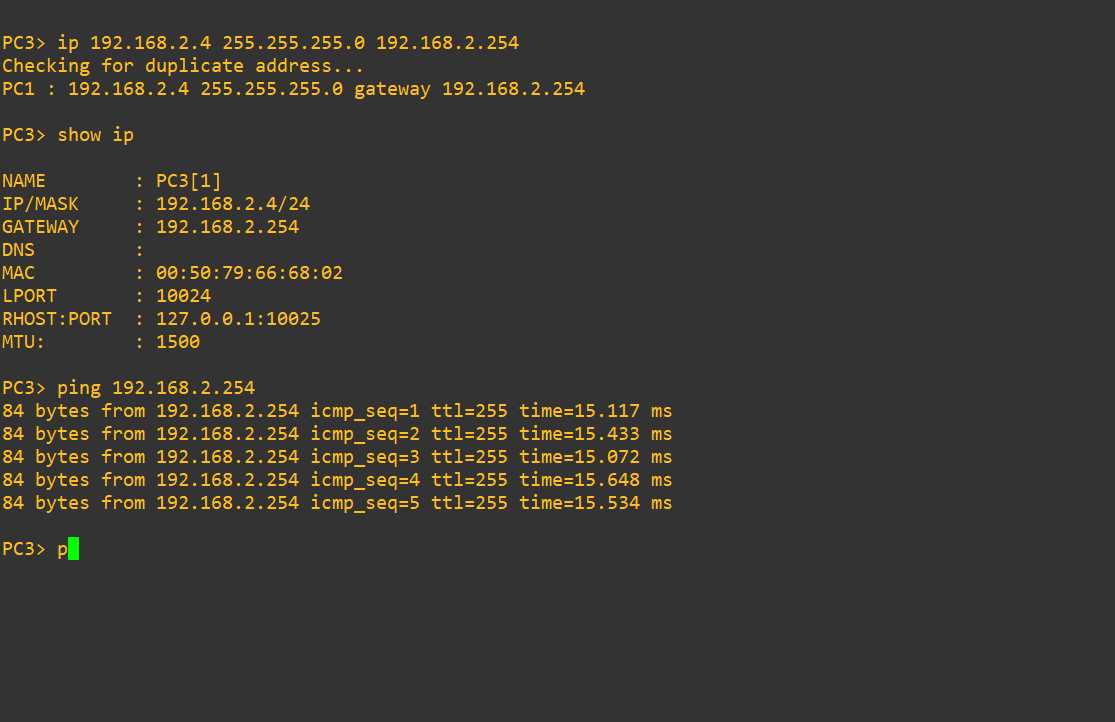 PC3> ip 192.168.2.4 255.255.255.0 192.168.2.254
Checking for duplicate address...
PC1 : 192.168.2.4 255.255.255.0 gateway 192.168.2.254
PC3> show ip
NAME        : PC3[1]
IP/MASK     : 192.168.2.4/24
GATEWAY     : 192.168.2.254
DNS         :
MAC         : 00:50:79:66:68:02
LPORT       : 10024
RHOST:PORT  : 127.0.0.1:10025
MTU:        : 1500
PC3> ping 192.168.2.254
84 bytes from 192.168.2.254 icmp_seq=1 ttl=255 time=15.117 ms
84 bytes from 192.168.2.254 icmp_seq=2 ttl=255 time=15.433 ms
84 bytes from 192.168.2.254 icmp_seq=3 ttl=255 time=15.072 ms
84 bytes from 192.168.2.254 icmp_seq=4 ttl=255 time=15.648 ms
84 bytes from 192.168.2.254 icmp_seq=5 ttl=255 time=15.534 ms
PC3> p